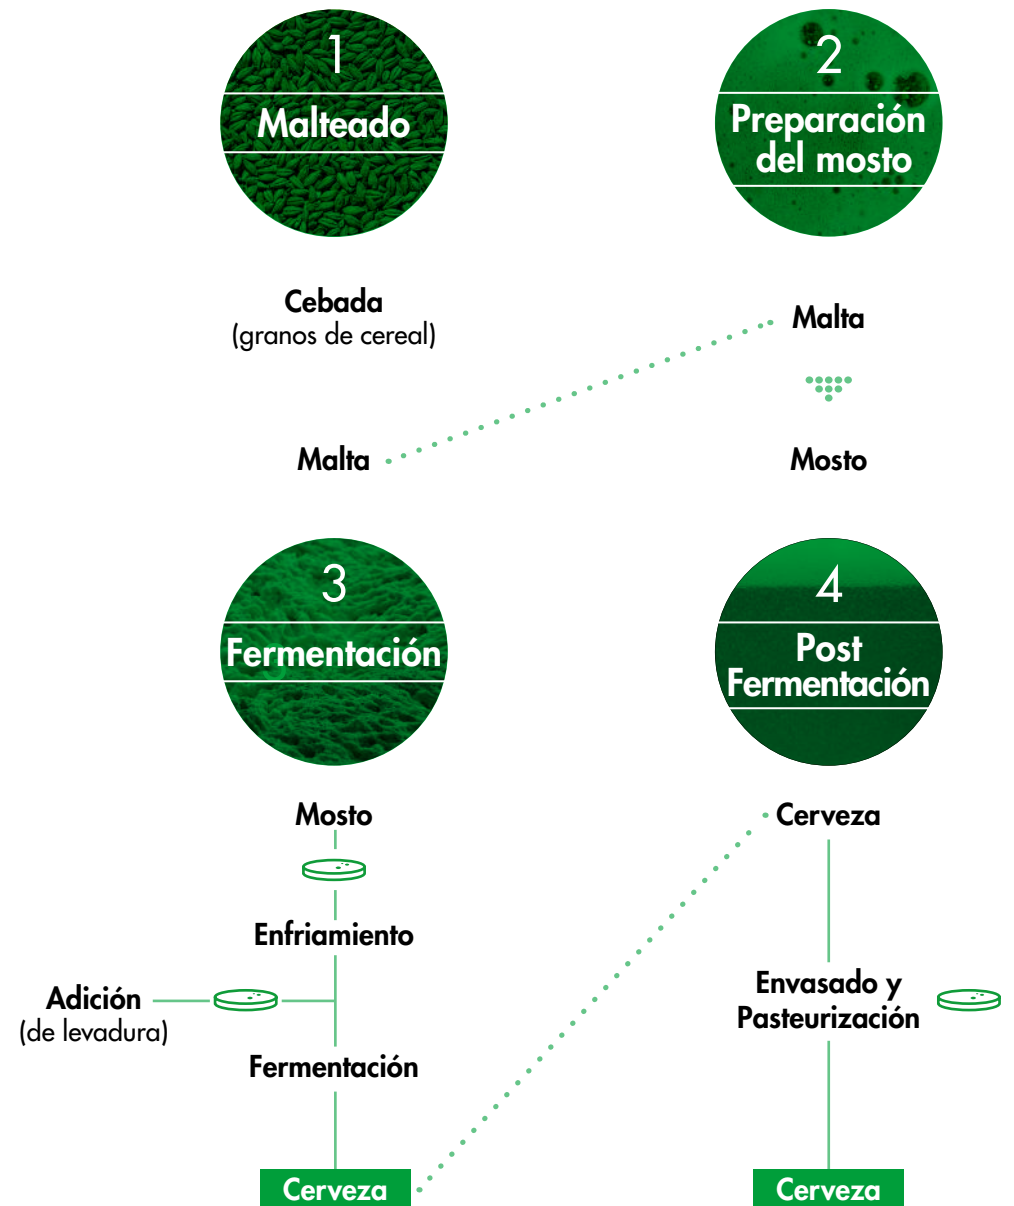 1
Malteado
Cebada
(granos de cereal)
Malta
2
Preparación
del mosto
Malta
Mosto
3
Fermentación
Mosto
Enfriamiento
Adición
(de levadura)
Fermentación
Cerveza
4
Post
Fermentación
Cerveza
Envasado y
Pasteurización
Cerveza